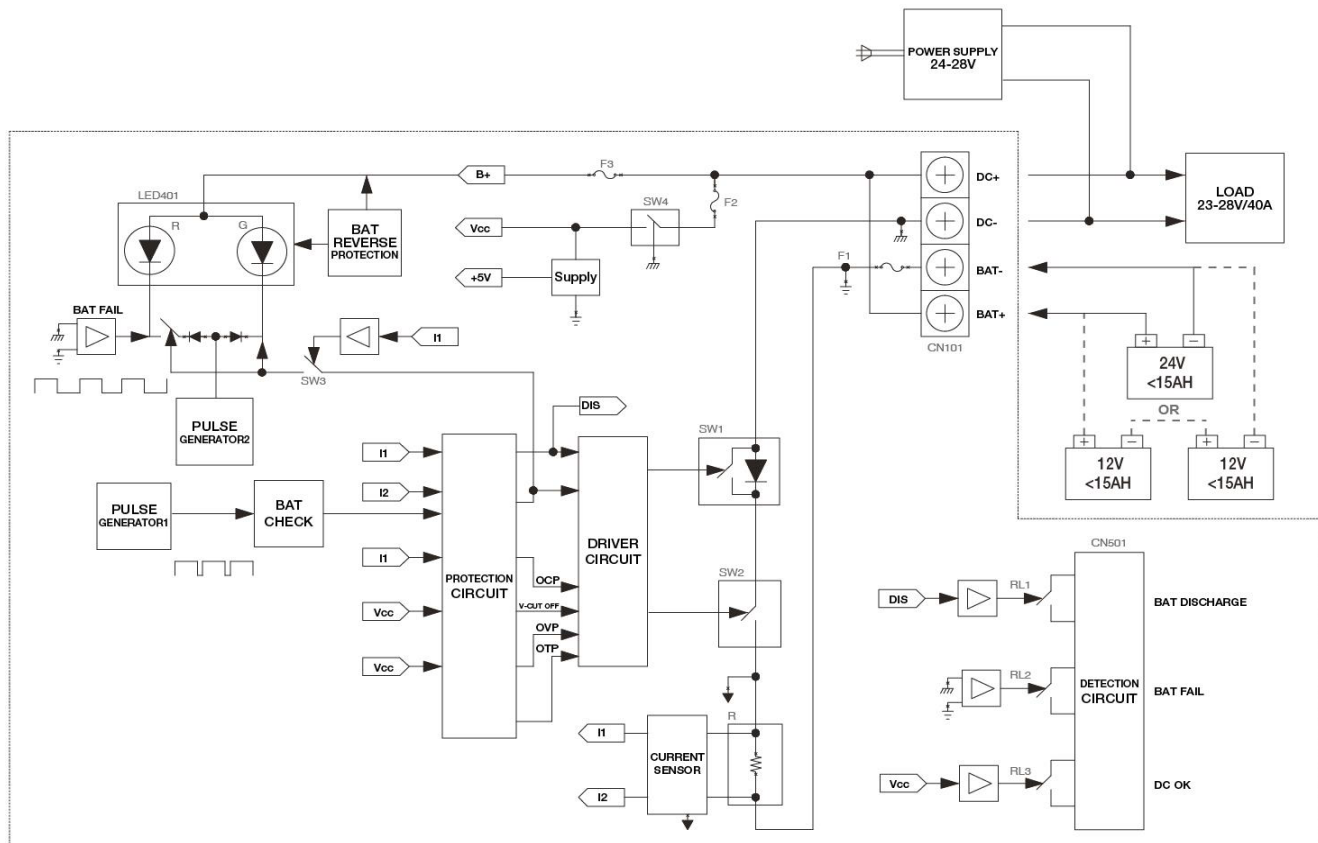 POWER SUPPLY
24-28V
F3
B+
DC+
LED401
SW4
F2
LOAD
23-28V/40A
R
G
BAT
REVERSE
PROTECTION
Vcc
DC-
F1
BAT-
+5V
Supply
BAT FAIL
I1
BAT+
CN101
SW3
24V
<15AH
OR
PULSE
GENERATOR2
DIS
SW1
12V
<15AH
12V
<15AH
I1
I2
PULSE
GENERATOR1
BAT
CHECK
DRIVER
CIRCUIT
CN501
I1
PROTECTION
CIRCUIT
OCP
SW2
DIS
RL1
BAT DISCHARGE
Vcc
V-CUT OFF
OVP
Vcc
OTP
RL2
DETECTION
CIRCUIT
BAT FAIL
R
I1
CURRENT
SENSOR
I2
Vcc
RL3
DC OK